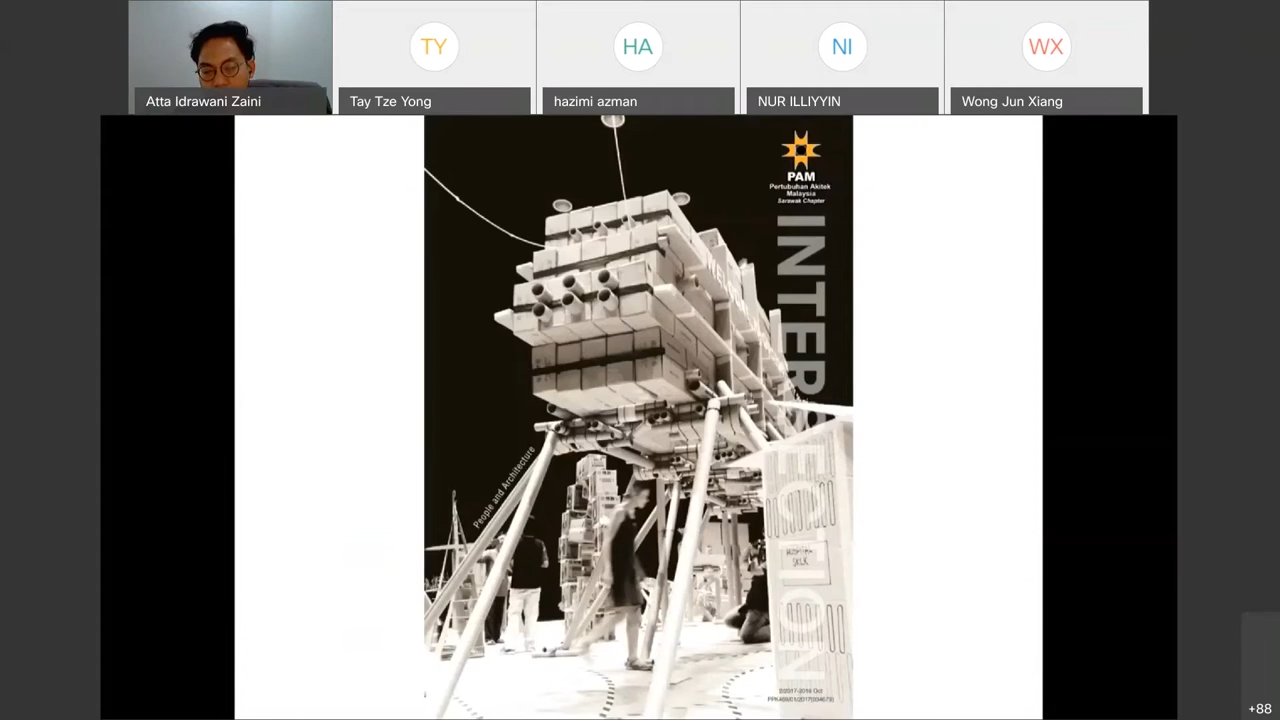 TY
HA
NI
WX
Atta Idrawani Zaini
Tay Tze Yong
hazimi azman
NUR ILLIYYIN
Wong Jun Xiang
PAM
Pertubuhan Akitek
Malaysia
Sarawak Chapter
INTERSECTION
People and Architecture
+88